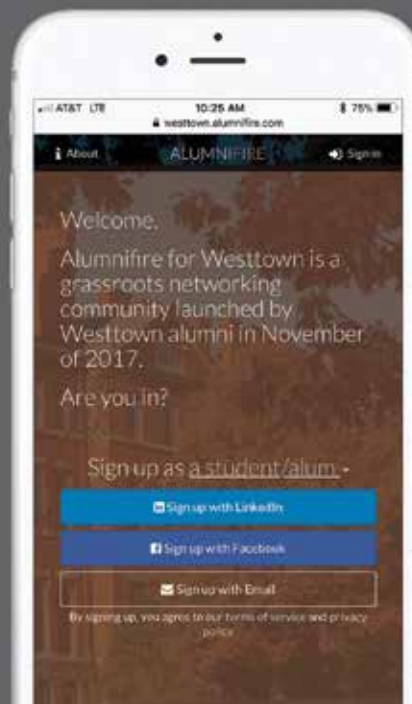 AT&T LTE 10:25 AM 75%
westtown.alumnifire.com
About ALUMNIFIRE Sign in
Welcome.
Alumnifire for Westtown is a
grassroots networking
community launched by
Westtown alumni in November
of 2017.
Are you in?
Sign up as a student/alum
Sign up with LinkedIn
Sign up with Facebook
Sign up with Email
By signing up, you agree to our terms of service and privacy
policy